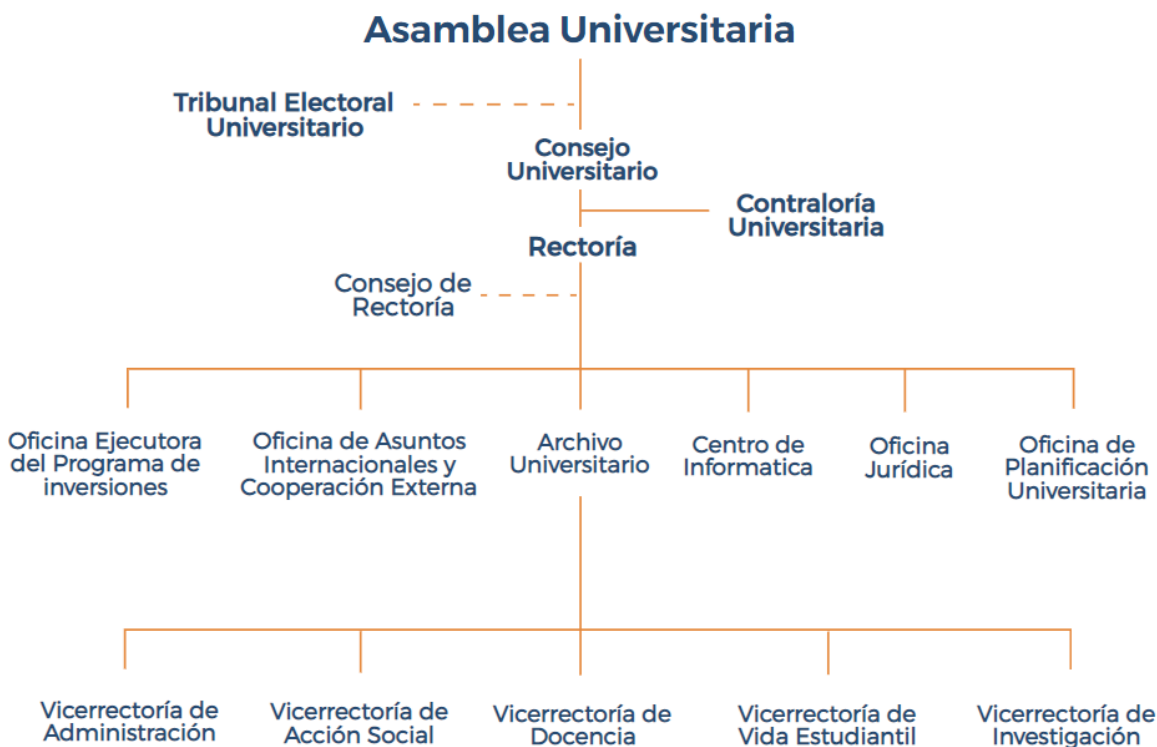 Asamblea Universitaria
Tribunal Electoral
Universitario
Consejo
Universitario
Contraloría
Universitaria
Rectoría
Consejo de
Rectoría
Oficina Ejecutora
del Programa de
inversiones
Oficina de Asuntos
Internacionales y
Cooperación Externa
Archivo
Universitario
Centro de
Informatica
Oficina
Jurídica
Oficina de
Planificación
Universitaria
Vicerrectoría de
Administración
Vicerrectoría de
Acción Social
Vicerrectoría de
Docencia
Vicerrectoría de
Vida Estudiantil
Vicerrectoría de
Investigación